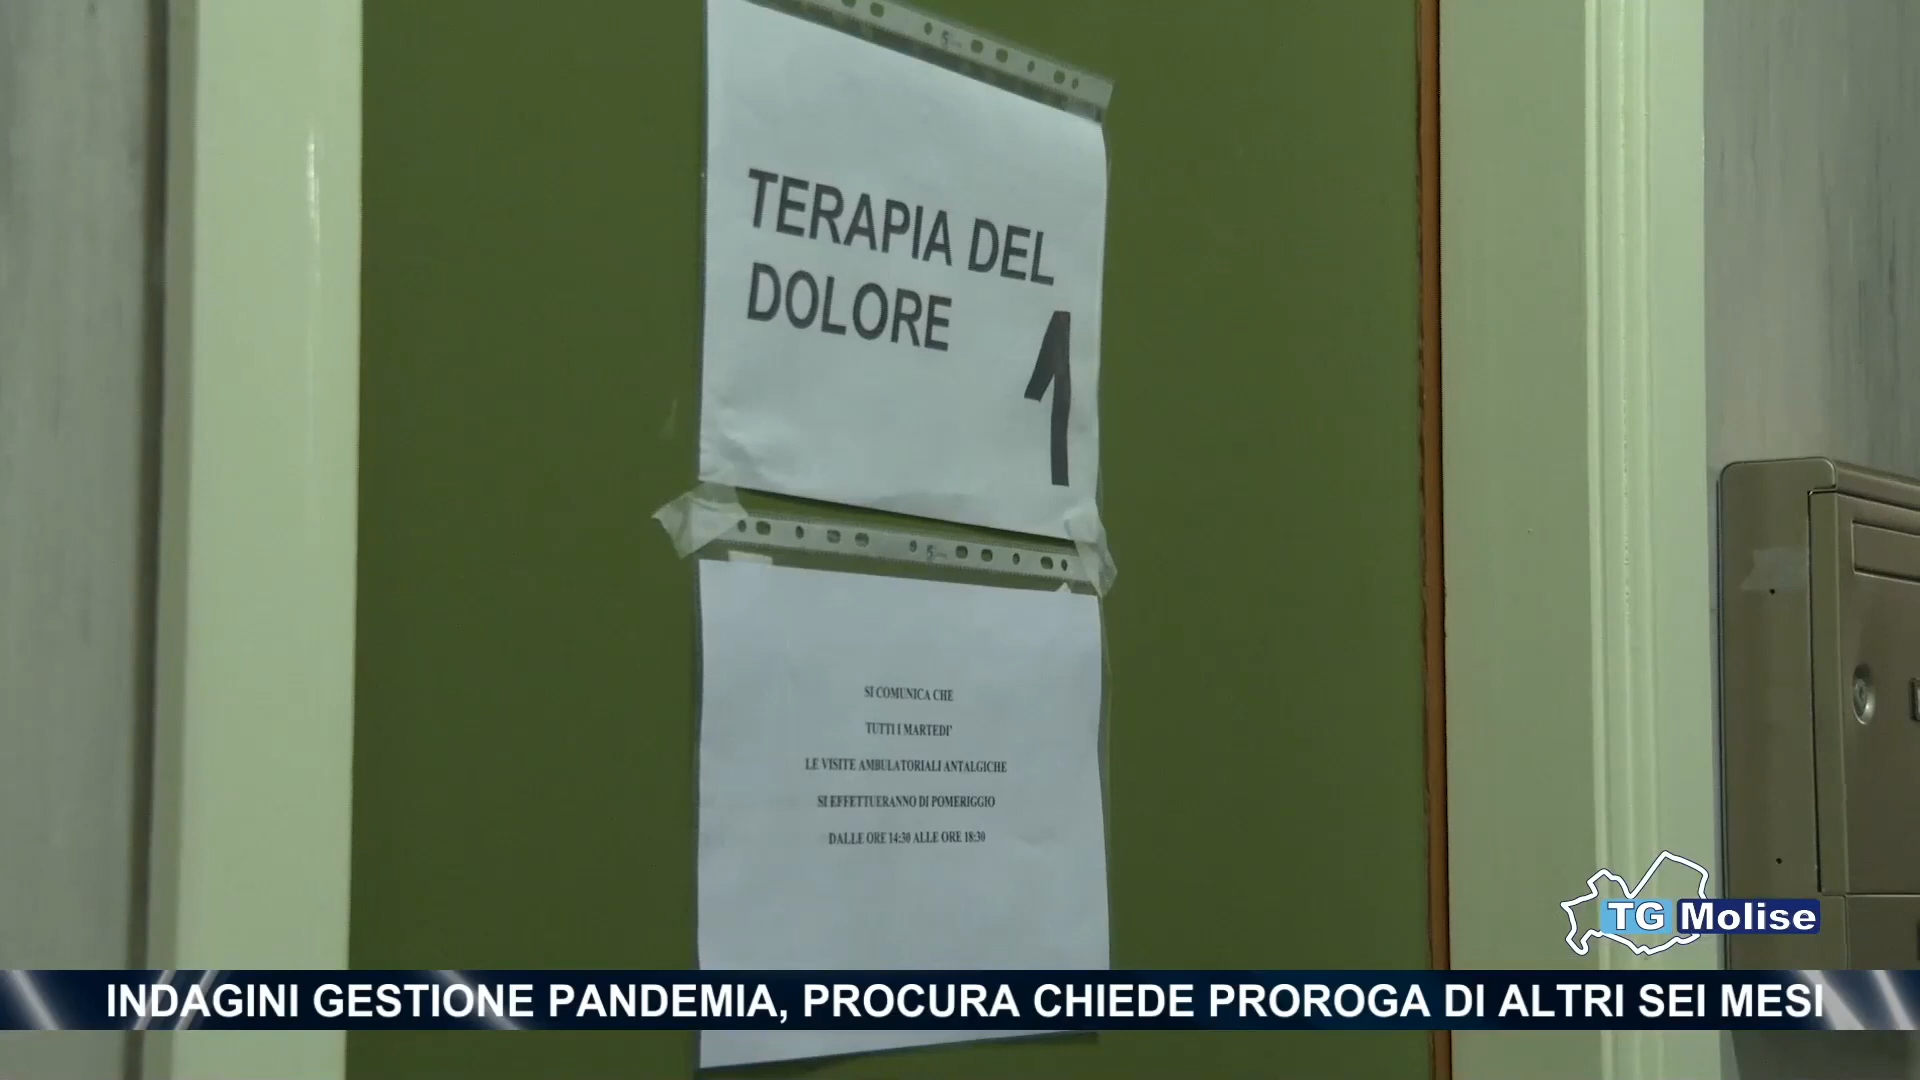 TERAPIA DEL
DOLORE
1
SI COMUNICA CHE
TUTTI I MARTEDI'
LE VISITE AMBULATORIALI ANTALGICHE
SI EFFETTUERANNO DI POMERIGGIO
DALLE ORE 14:30 ALLE ORE 18:30
TG Molise
INDAGINI GESTIONE PANDEMIA, PROCURA CHIEDE PROROGA DI ALTRI SEI MESI